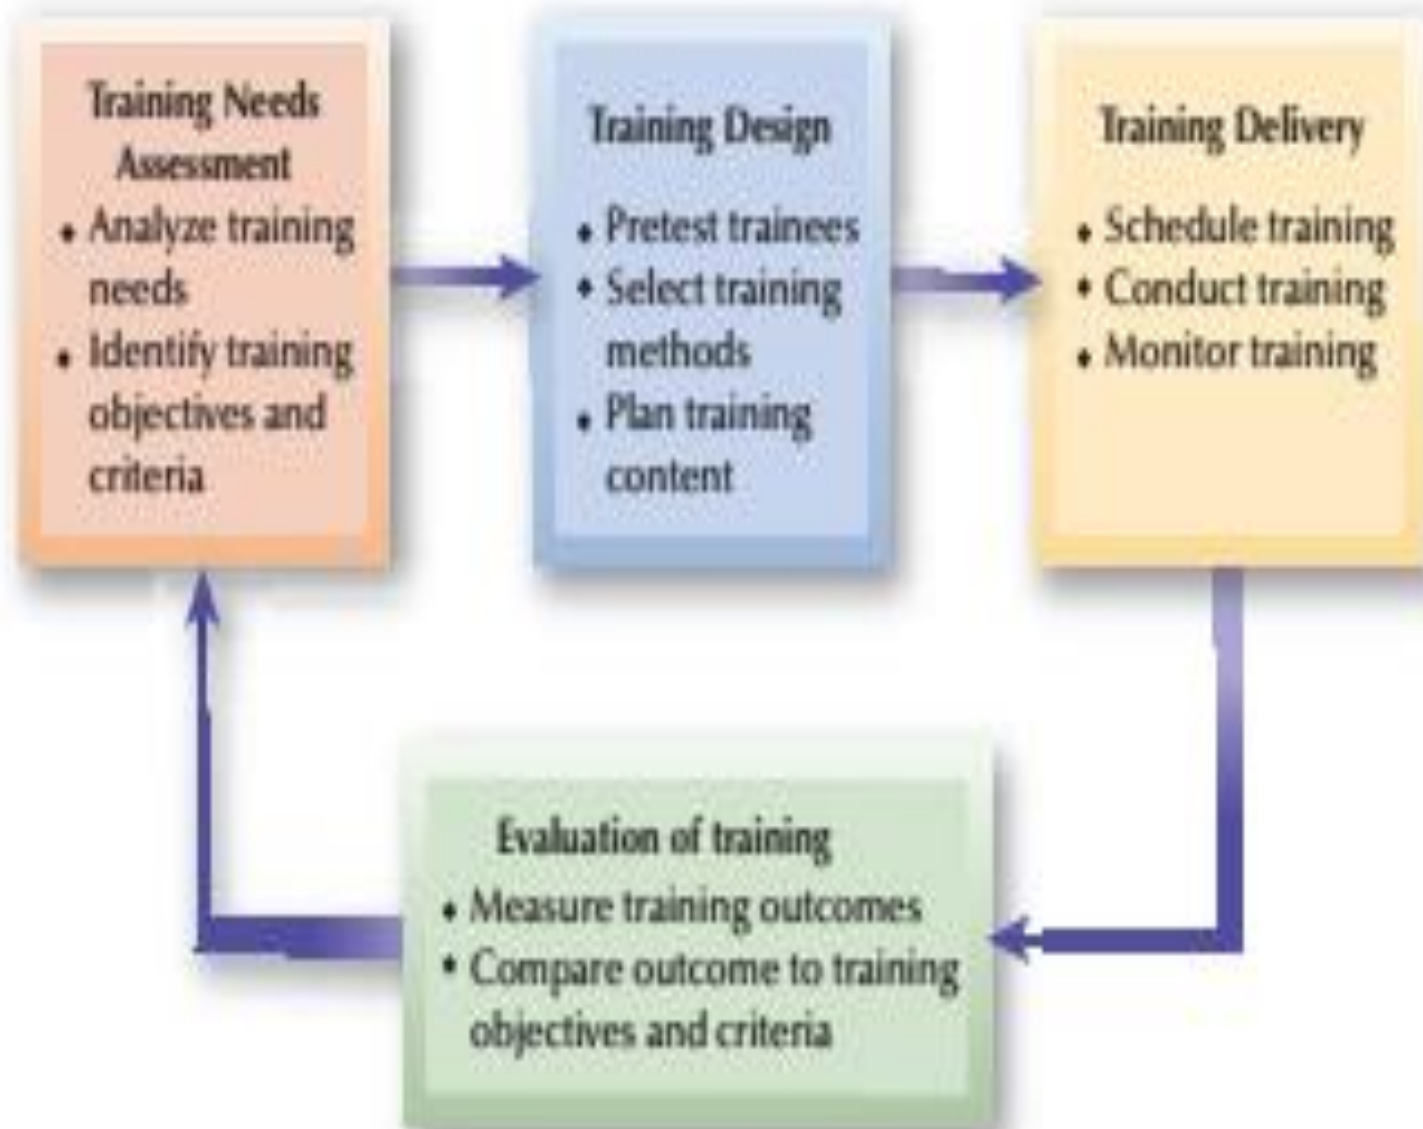 Training Needs
Assessment
• Analyze training
needs
• Identify training
objectives and
criteria
Training Design
• Pretest trainees
• Select training
methods
• Plan training
content
Training Delivery
• Schedule training
• Conduct training
• Monitor training
Evaluation of training
• Measure training outcomes
• Compare outcome to training
objectives and criteria